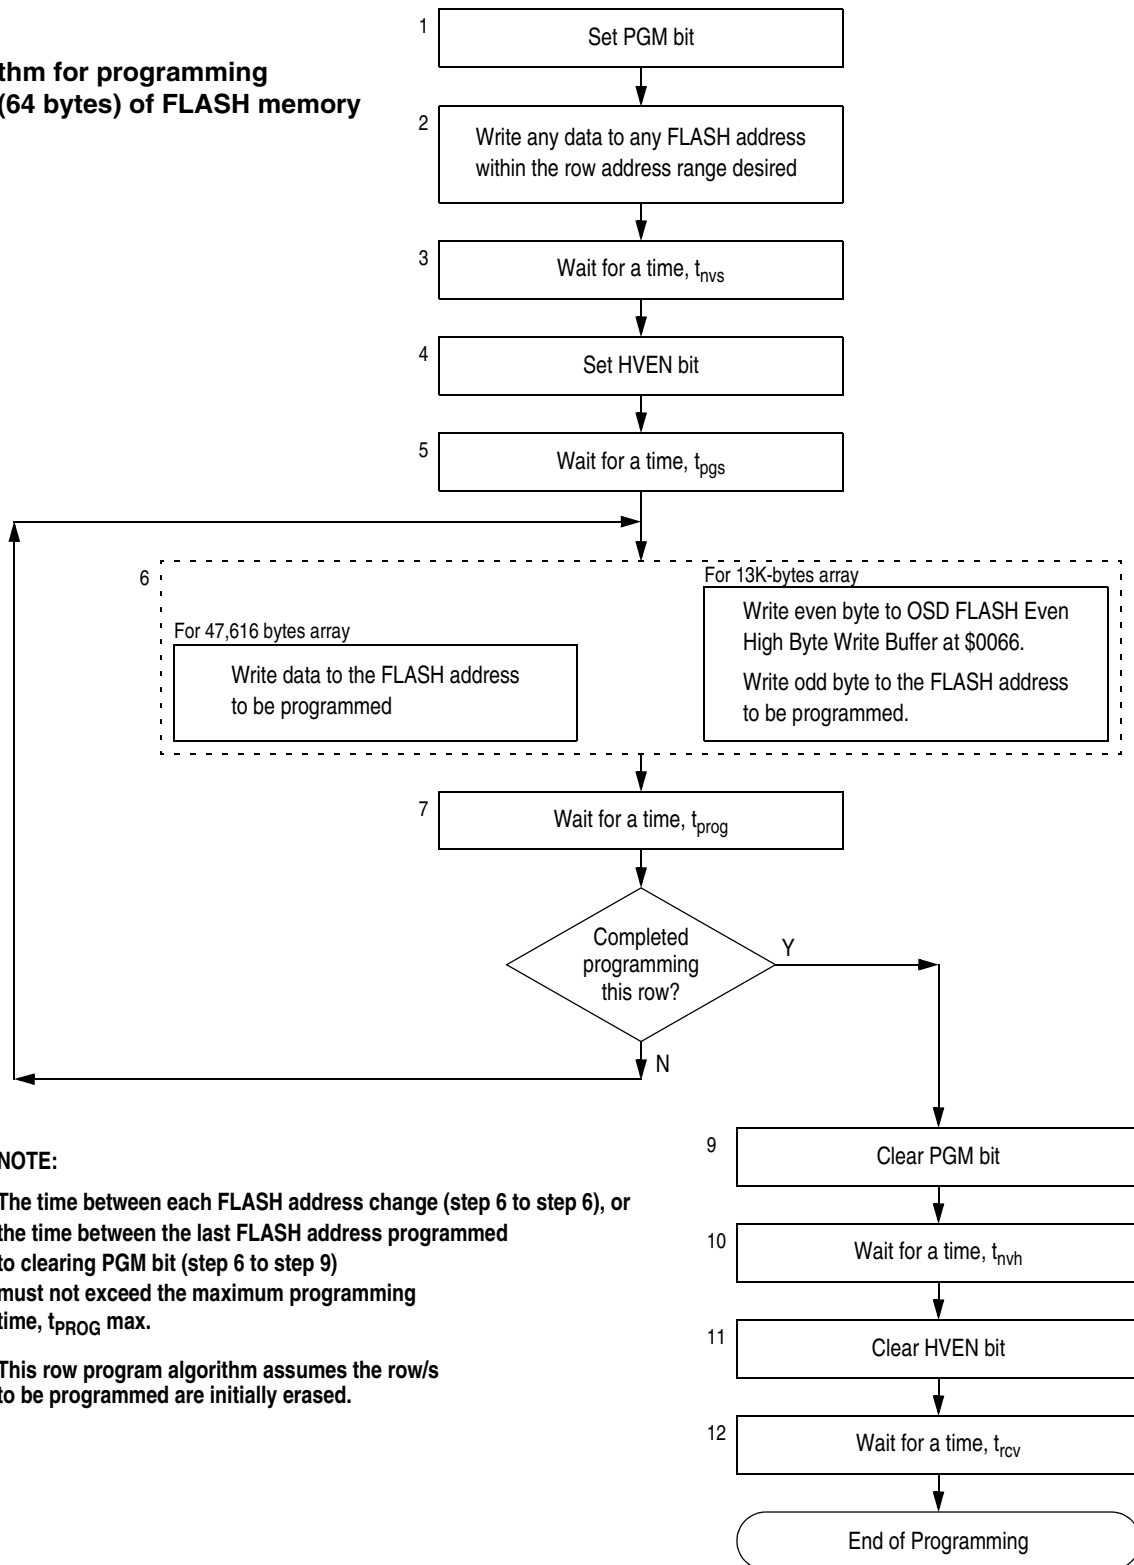 1
Set PGM bit
thm for programming
(64 bytes) of FLASH memory
2
Write any data to any FLASH address
within the row address range desired
3
Wait for a time, tnvs
4
Set HVEN bit
5
Wait for a time, tpgs
6
For 13K-bytes array
Write even byte to OSD FLASH Even
High Byte Write Buffer at $0066.
Write odd byte to the FLASH address
to be programmed.
For 47,616 bytes array
Write data to the FLASH address
to be programmed
7
Wait for a time, tprog
Completed
programming
this row?
Y
N
NOTE:
The time between each FLASH address change (step 6 to step 6), or
the time between the last FLASH address programmed
to clearing PGM bit (step 6 to step 9)
must not exceed the maximum programming
time, tPROG max.
This row program algorithm assumes the row/s
to be programmed are initially erased.
9
Clear PGM bit
10
Wait for a time, tnvh
11
Clear HVEN bit
12
Wait for a time, trcv
End of Programming